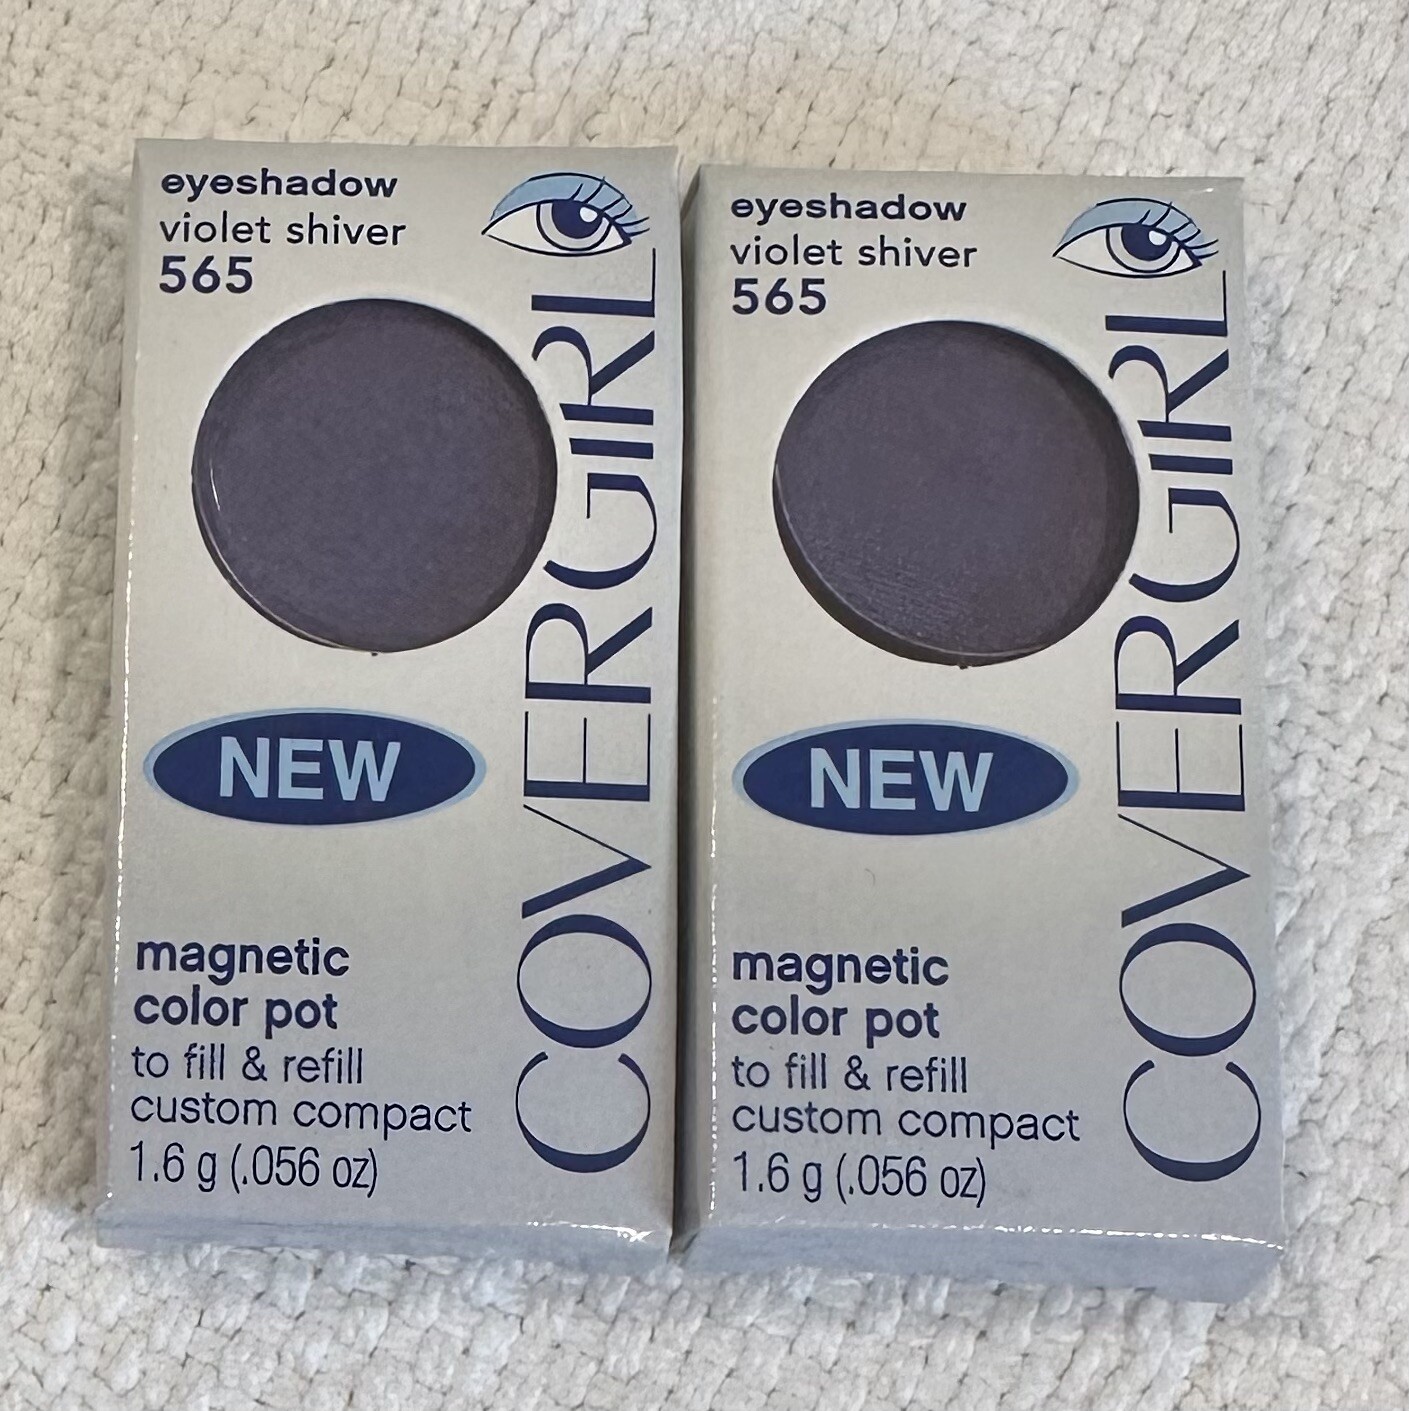 eyeshadow
violet shiver
565
COVERGIRL
NEW
magnetic
color pot
to fill & refill
custom compact
1.6 g (.056 oz)
eyeshadow
violet shiver
565
COVERGIRL
NEW
magnetic
color pot
to fill & refill
custom compact
1.6 g (.056 oz)